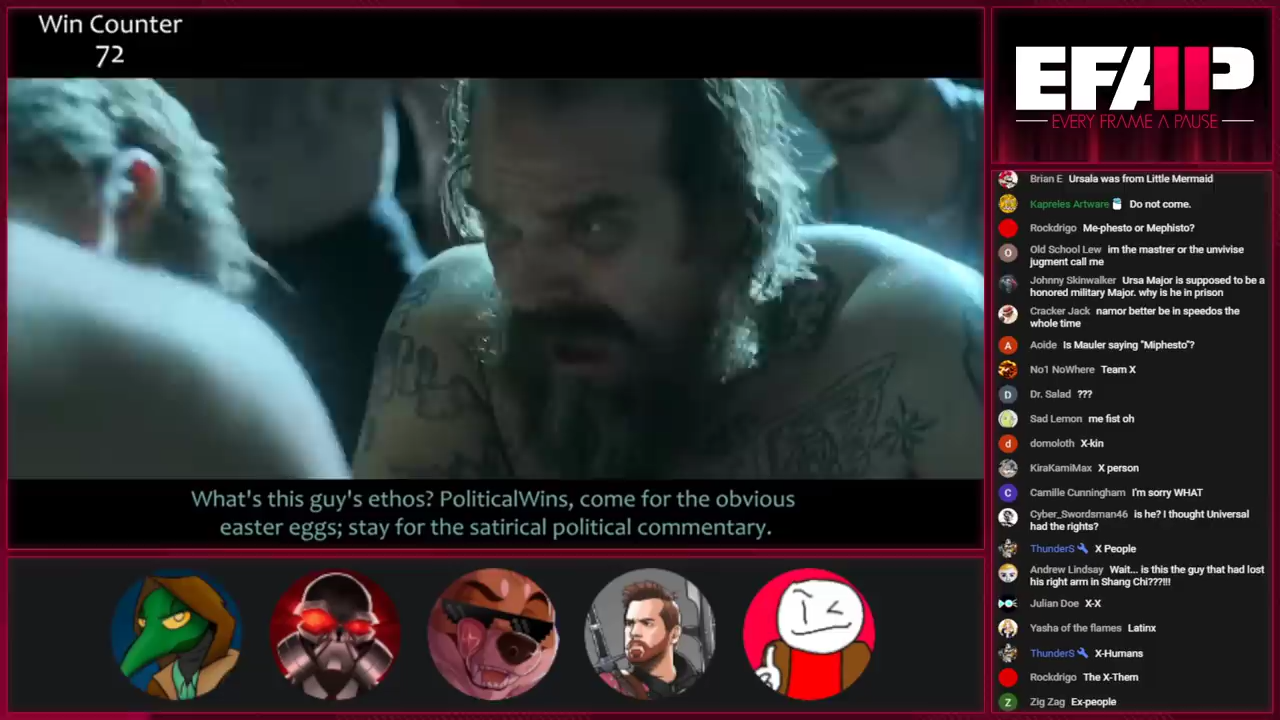 Win Counter
72
What's this guy's ethos? PoliticalWins, come for the obvious
easter eggs; stay for the satirical political commentary.
EFAP
EVERY FRAME A PAUSE
Brian E Ursala was from Little Mermaid
Kapreles Artware Do not come.
Rockdrigo Me-phesto or Mephisto?
Old School Lew im the mastrer or the unvivise
jugment call me
Johnny Skinwalker Ursa Major is supposed to be a
honored military Major. why is he in prison
Cracker Jack namor better be in speedos the
whole time
A
Aoide Is Mauler saying "Miphesto"?
No1 NoWhere Team X
D
Dr. Salad ???
Sad Lemon me fist oh
d
domoloth X-kin
KiraKamiMax X person
C
Camille Cunningham I'm sorry WHAT
Cyber_Swordsman46 is he? I thought Universal
had the rights?
ThunderS X People
Andrew Lindsay Wait... is this the guy that had lost
his right arm in Shang Chi???!!!
Julian Doe X-X
Yasha of the flames Latinx
ThunderS X-Humans
Rockdrigo The X-Them
Z
Zig Zag Ex-people